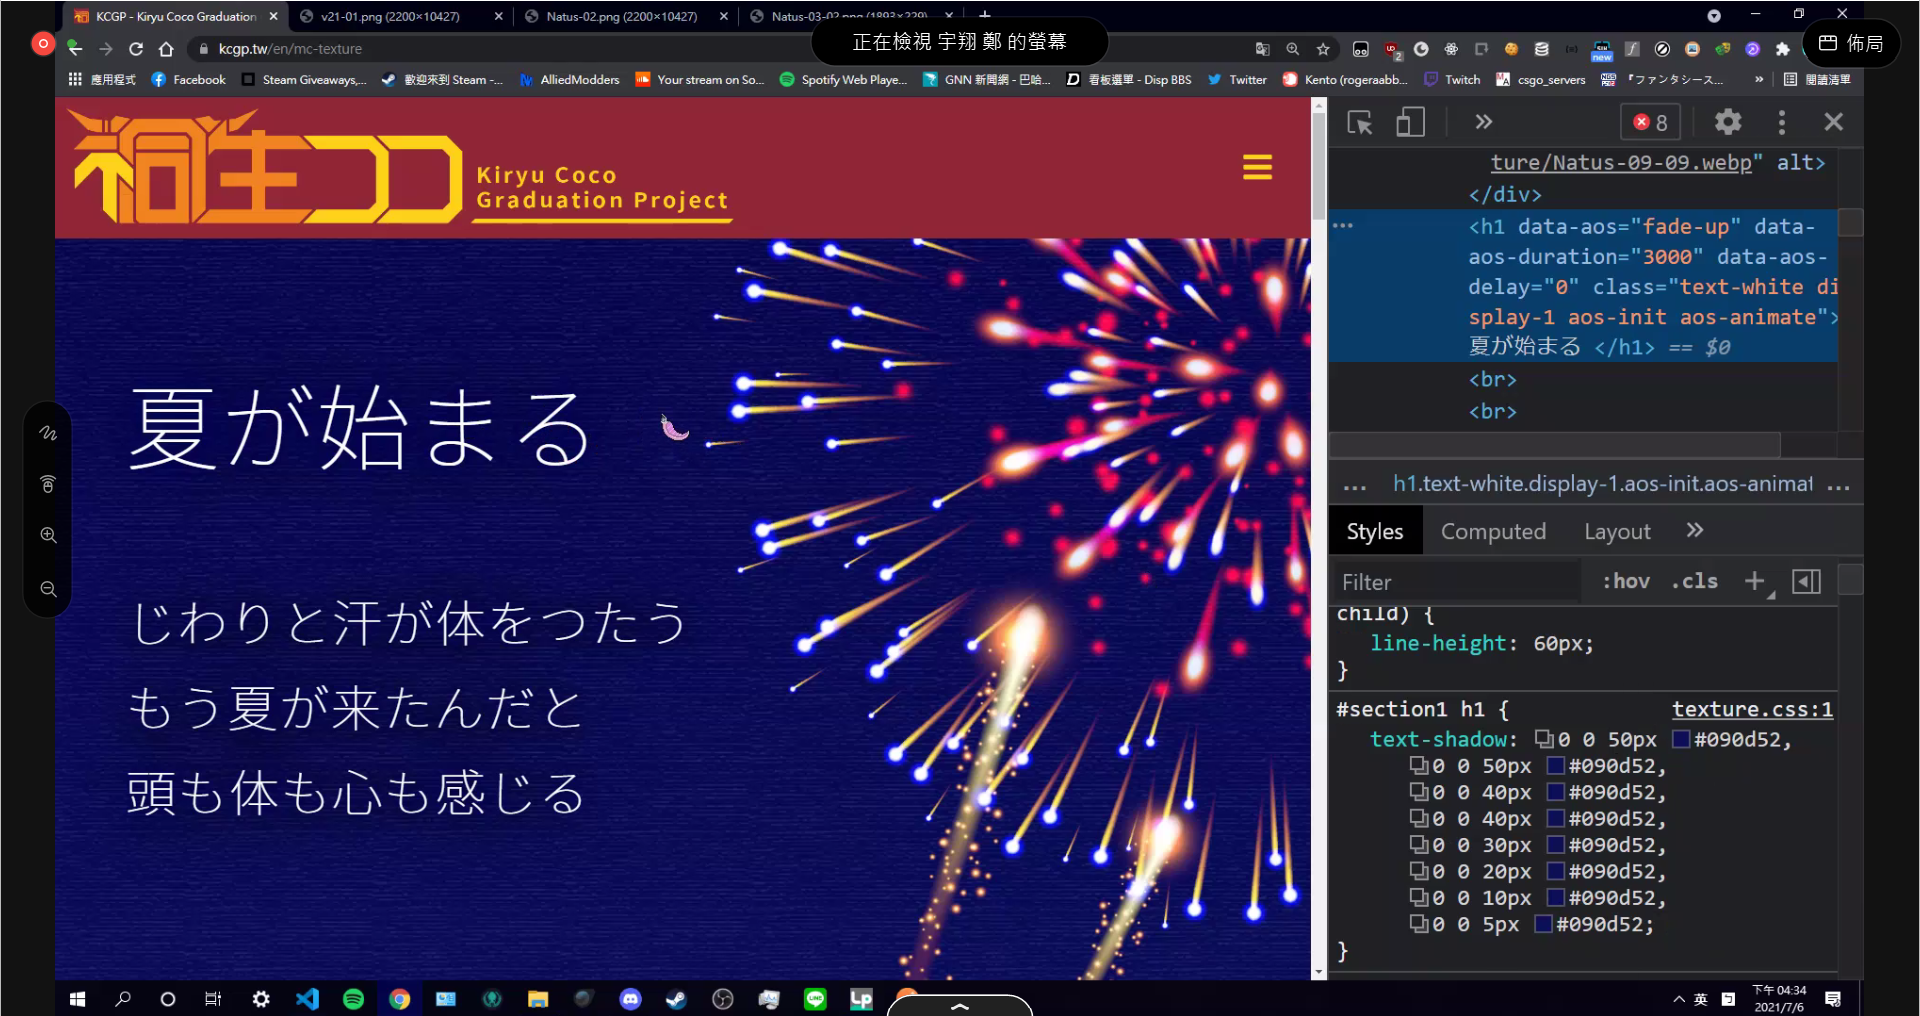 KCGP - Kiryu Coco Graduation
v21-01.png (2200×10427)
Natus-02.png (2200×10427)
Natus-03-02.png (1893×229)
正在檢視 宇翔 鄭 的螢幕
佈局
kcgp.tw/en/mc-texture
2
new
應用程式
Facebook
Steam Giveaways,...
歡迎來到 Steam -...
AlliedModders
Your stream on So...
Spotify Web Playe...
GNN 新聞網 - 巴哈...
看板選單 - Disp BBS
Twitter
Kento (rogeraabb...
Twitch
csgo_servers
『ファンタシース...
»
閱讀清單
桐生ココ
Kiryu Coco
Graduation Project
夏が始まる
じわりと汗が体をつたう
もう夏が来たんだと
頭も体も心も感じる
» 8
ture/Natus-09-09.webp" alt>
</div>
<h1 data-aos="fade-up" data-
aos-duration="3000" data-aos-
delay="0" class="text-white di
splay-1 aos-init aos-animate">
夏が始まる </h1> == $0
<br>
<br>
... h1.text-white.display-1.aos-init.aos-animat ...
Styles Computed Layout »
Filter :hov .cls +
child) {
line-height: 60px;
}
#section1 h1 { texture.css:1
text-shadow: 0 0 50px #090d52,
0 0 50px #090d52,
0 0 40px #090d52,
0 0 40px #090d52,
0 0 30px #090d52,
0 0 20px #090d52,
0 0 10px #090d52,
0 0 5px #090d52;
}
LINE
Lp
英
下午 04:34
2021/7/6